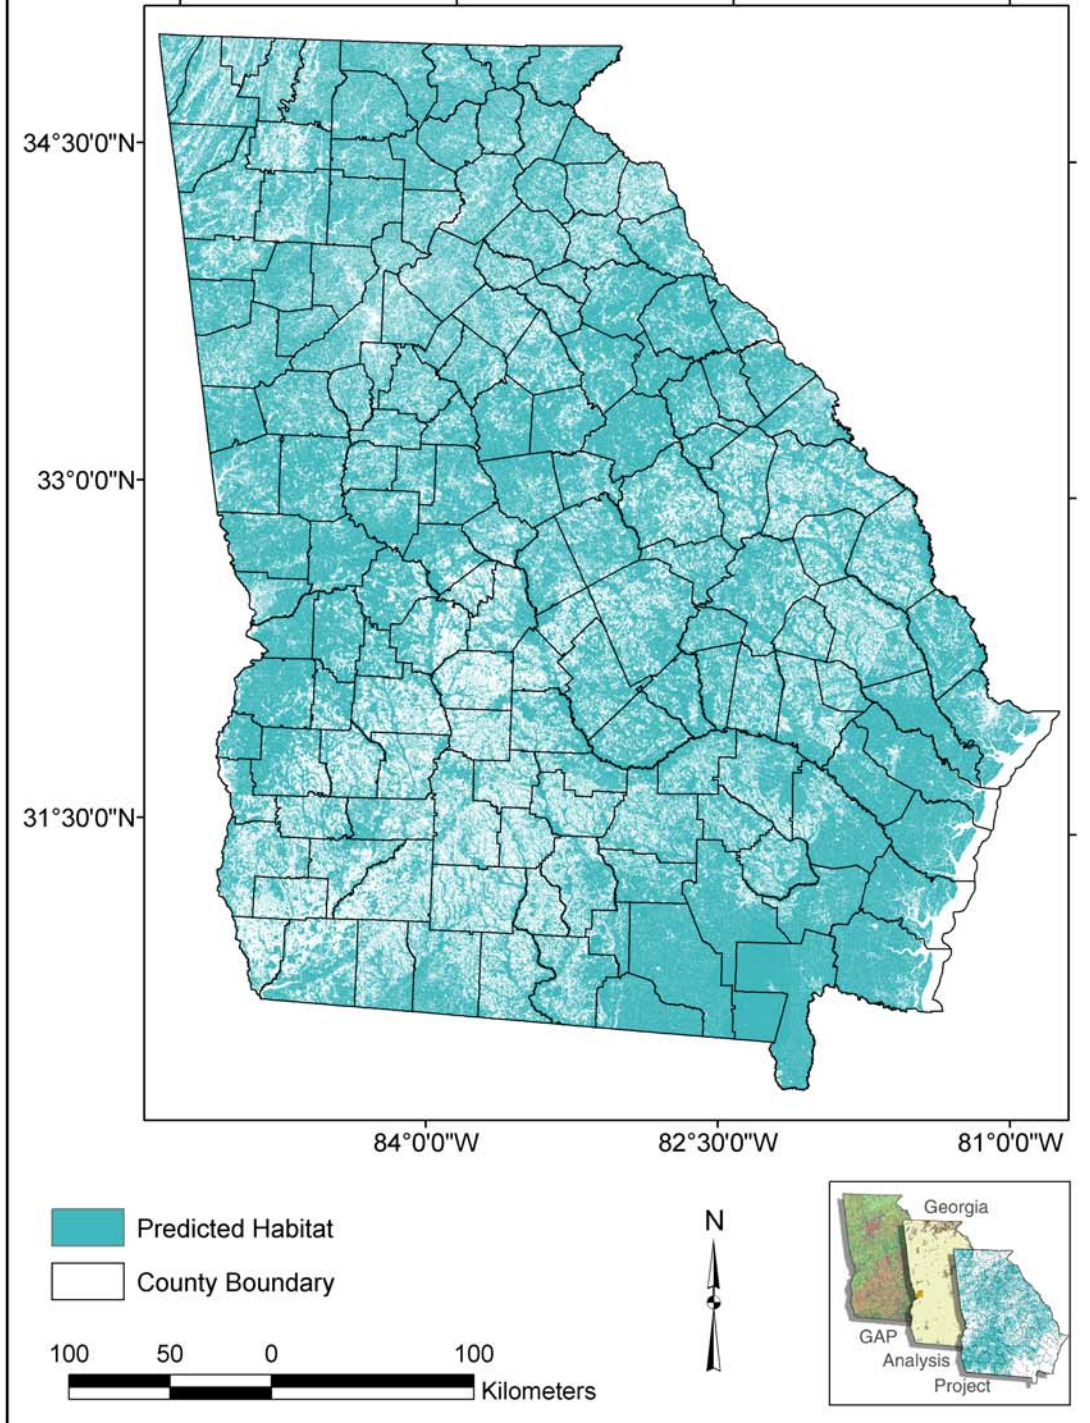 34°30'0"N
33°0'0"N
31°30'0"N
84°0'0"W
82°30'0"W
81°0'0"W
Predicted Habitat
County Boundary
100
50
0
100
Kilometers
N
Georgia
GAP
Analysis
Project